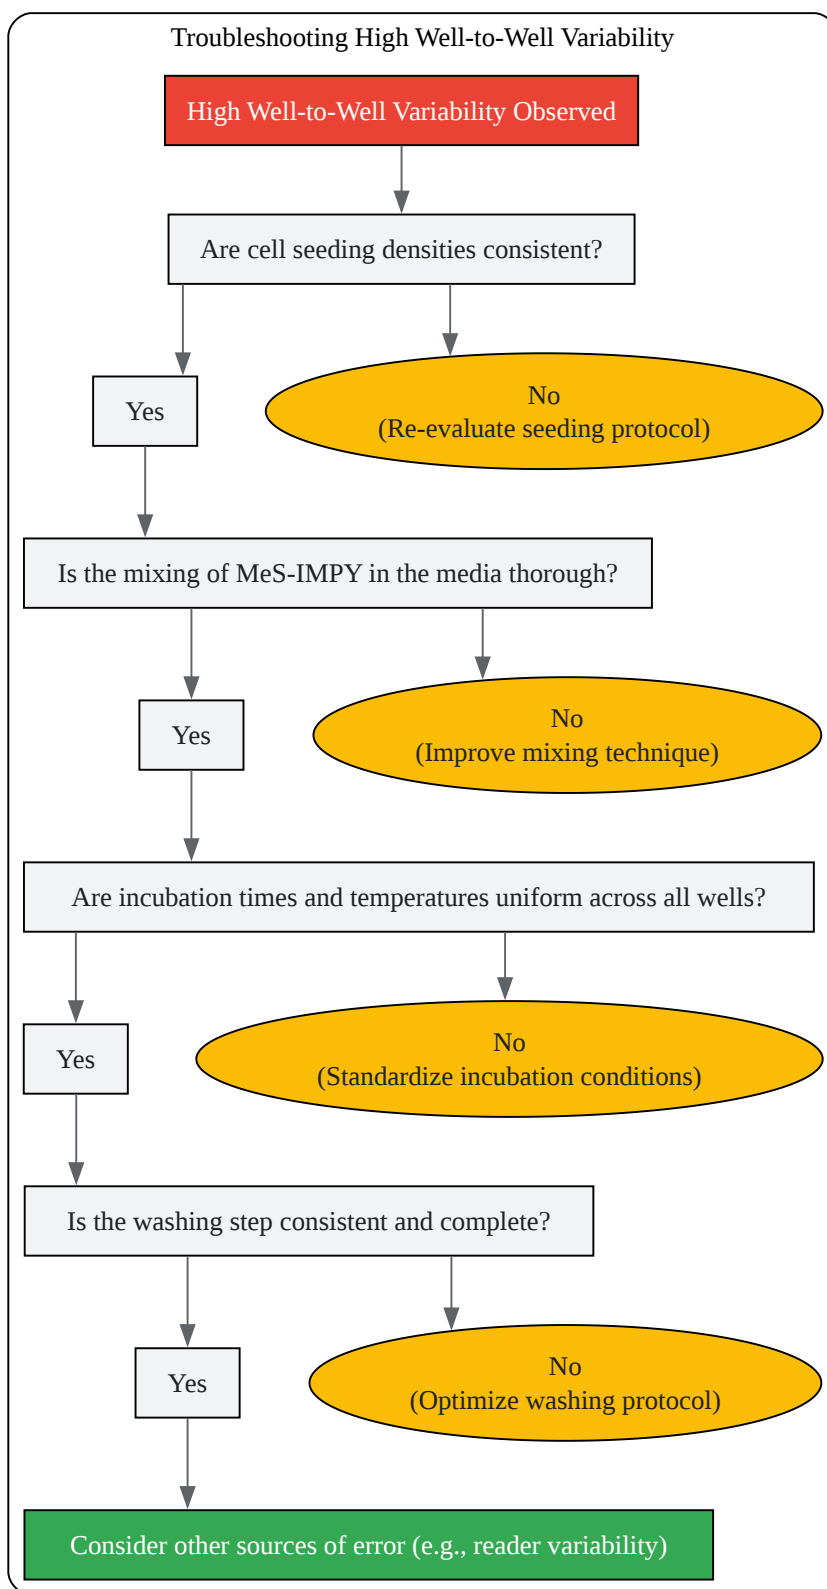 Troubleshooting High Well-to-Well Variability
High Well-to-Well Variability Observed
Are cell seeding densities consistent?
Yes
No
(Re-evaluate seeding protocol)
Is the mixing of MeS-IMPY in the media thorough?
Yes
No
(Improve mixing technique)
Are incubation times and temperatures uniform across all wells?
Yes
No
(Standardize incubation conditions)
Is the washing step consistent and complete?
Yes
No
(Optimize washing protocol)
Consider other sources of error (e.g., reader variability)